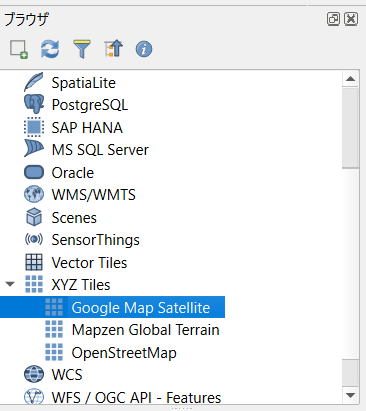 ブラウザ
SpatiaLite
PostgreSQL
SAP HANA
MS SQL Server
Oracle
WMS/WMTS
Scenes
SensorThings
Vector Tiles
XYZ Tiles
Google Map Satellite
Mapzen Global Terrain
OpenStreetMap
WCS
WFS / OGC API - Features